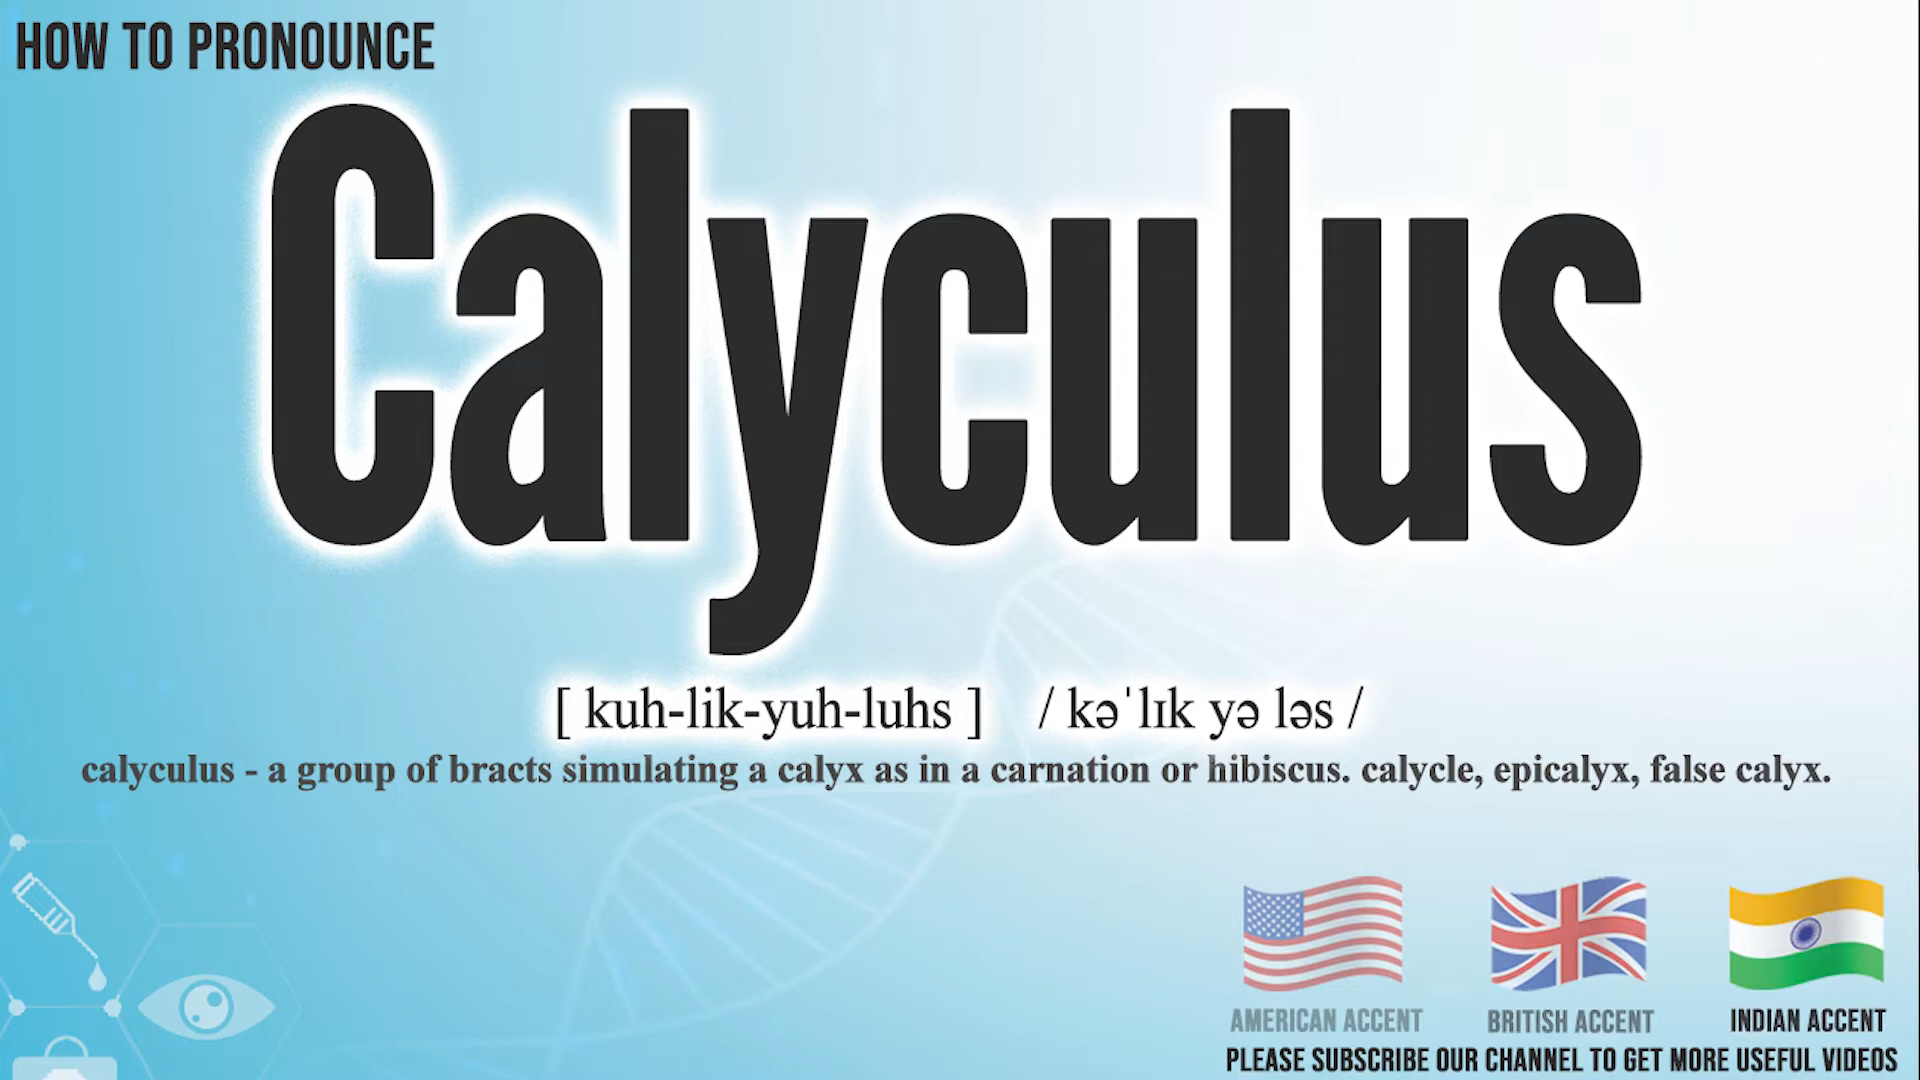 HOW TO PRONOUNCE
Calyculus
[ kuh-lik-yuh-luhs ] / kəˈlɪk yə ləs /
calyculus - a group of bracts simulating a calyx as in a carnation or hibiscus. calycle, epicalyx, false calyx.
AMERICAN ACCENT BRITISH ACCENT INDIAN ACCENT
PLEASE SUBSCRIBE OUR CHANNEL TO GET MORE USEFUL VIDEOS